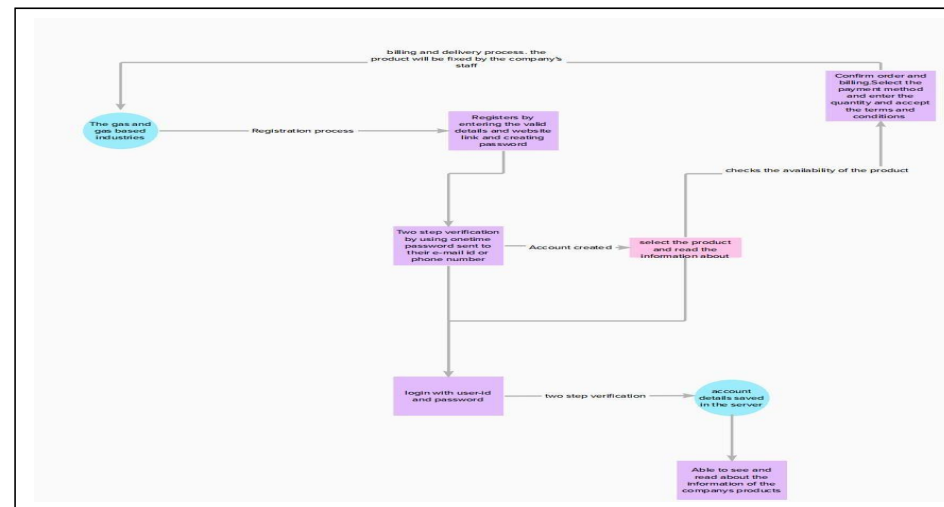 billing and delivery process. the
product will be fixed by the company's
staff
Confirm order and
billing.Select the
payment method
and enter the
quantity and accept
the terms and
conditions
The gas and
gas based
industries
Registration process
Registers by
entering the valid
details and website
link and creating
password
checks the availability of the product
Two step verification
by using onetime
password sent to
their e-mail id or
phone number
Account created
select the product
and read the
information about
login with user-id
and password
two step verification
account
details saved
in the server
Able to see and
read about the
information of the
companys products